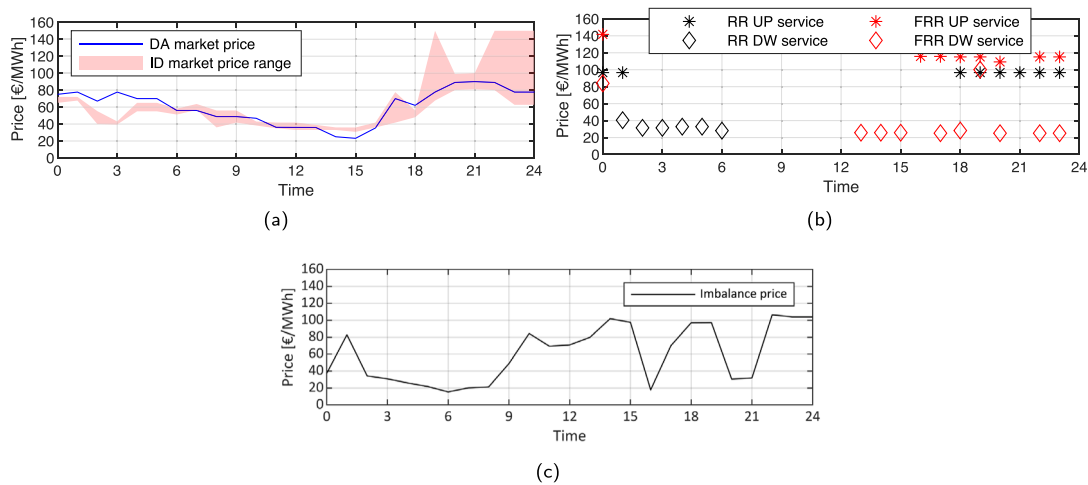 160
140
120
100
80
60
40
20
0
Price [€/MWh]
DA market price
ID market price range
0 3 6 9 12 15 18 21 24
Time
(a)
160
140
120
100
80
60
40
20
0
Price [€/MWh]
RR UP service FRR UP service
RR DW service FRR DW service
0 3 6 9 12 15 18 21 24
Time
(b)
160
140
120
100
80
60
40
20
0
Price [€/MWh]
Imbalance price
0 3 6 9 12 15 18 21 24
Time
(c)